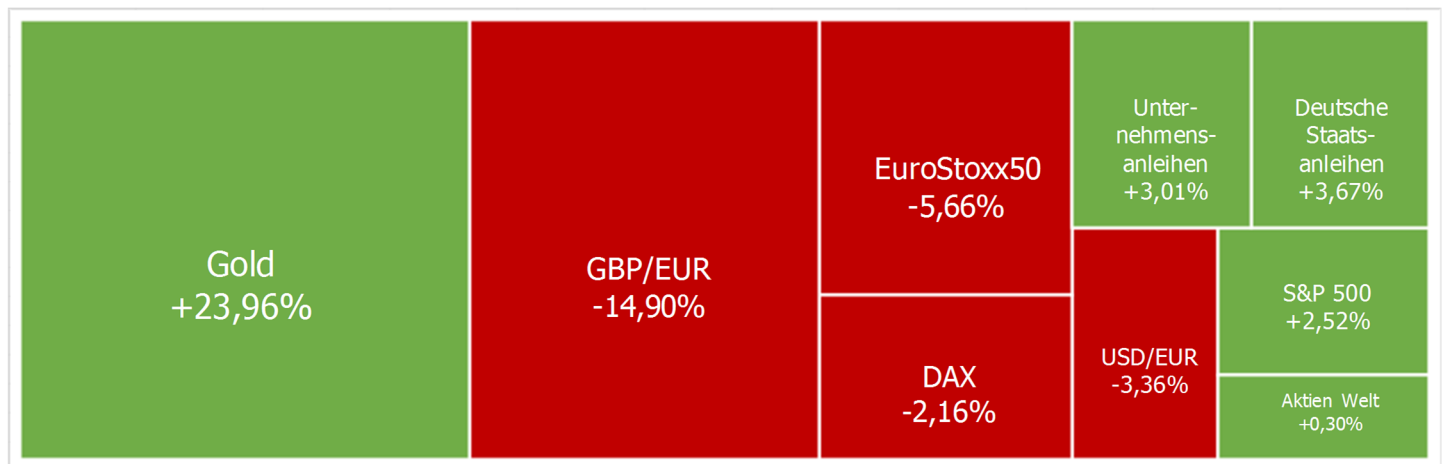 Gold
+23,96%
GBP/EUR
-14,90%
EuroStoxx50
-5,66%
DAX
-2,16%
Unter-
nehmens-
anleihen
+3,01%
Deutsche
Staats-
anleihen
+3,67%
USD/EUR
-3,36%
S&P 500
+2,52%
Aktien Welt
+0,30%